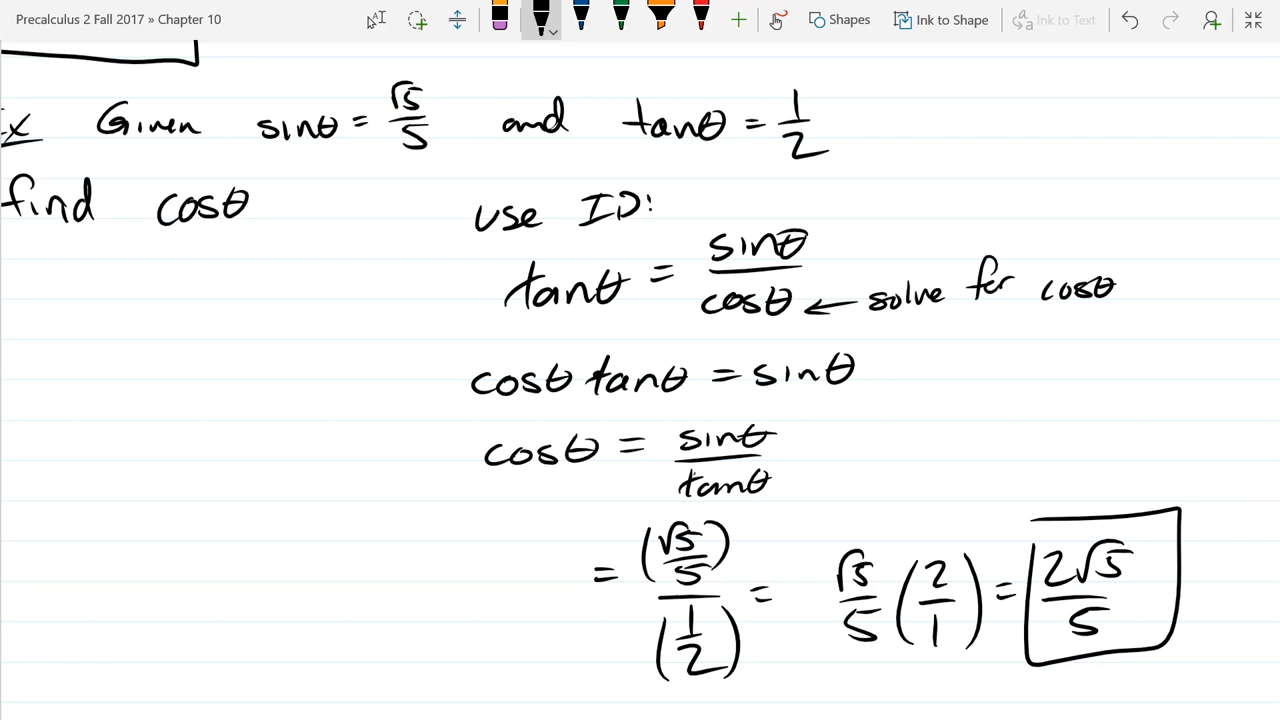 Precalculus 2 Fall 2017 » Chapter 10
Shapes Ink to Shape Ink to Text
Ex Given sinθ = √5/5 and tanθ = 1/2
find cosθ
use ID:
tanθ = sinθ/cosθ ← solve for cosθ
cosθ tanθ = sinθ
cosθ = sinθ/tanθ
= (√5/5)/(1/2) = √5/5 (2/1) = 2√5/5